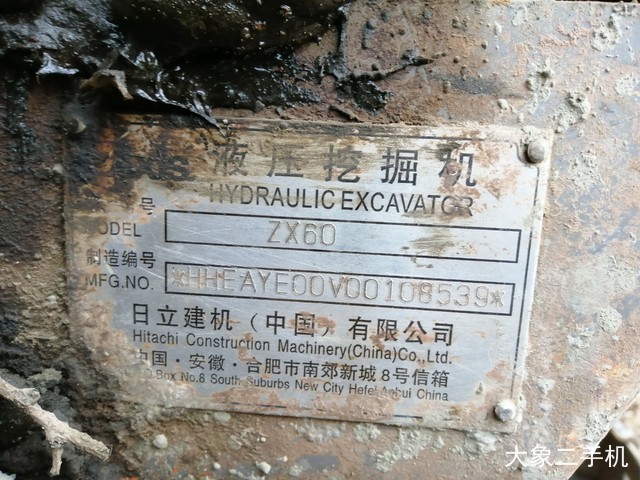 液压挖掘机
HYDRAULIC EXCAVATOR
号
MODEL ZX60
制造编号
MFG.NO. *HHEAYE00V00108539*
日立建机（中国）有限公司
Hitachi Construction Machinery(China)Co.,Ltd.
中国·安徽·合肥市南郊新城8号信箱
Box No.8 South Suburbs New City Hefei Anhui China
大象二手机